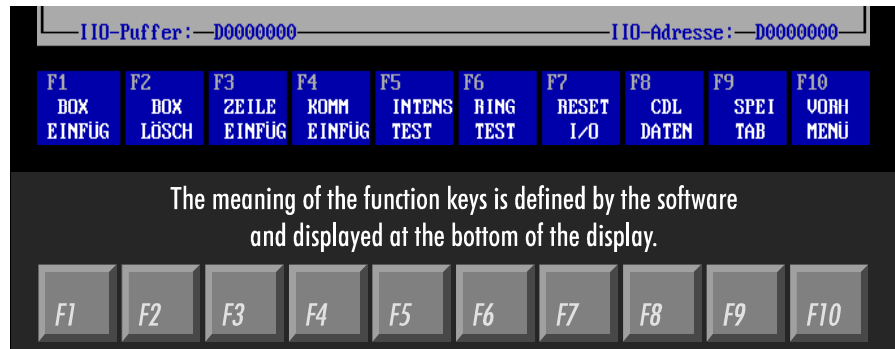 IIO-Puffer:—D0000000 IIO-Adresse:—D00000000
F1 F2 F3 F4 F5 F6 F7 F8 F9 F10
BOX BOX ZEILE KOMM INTENS RING RESET CDL SPEI VORH
EINFÜG LÖSCH EINFÜG EINFÜG TEST TEST I/O DATEN TAB MENÜ
The meaning of the function keys is defined by the software
and displayed at the bottom of the display.
F1 F2 F3 F4 F5 F6 F7 F8 F9 F10